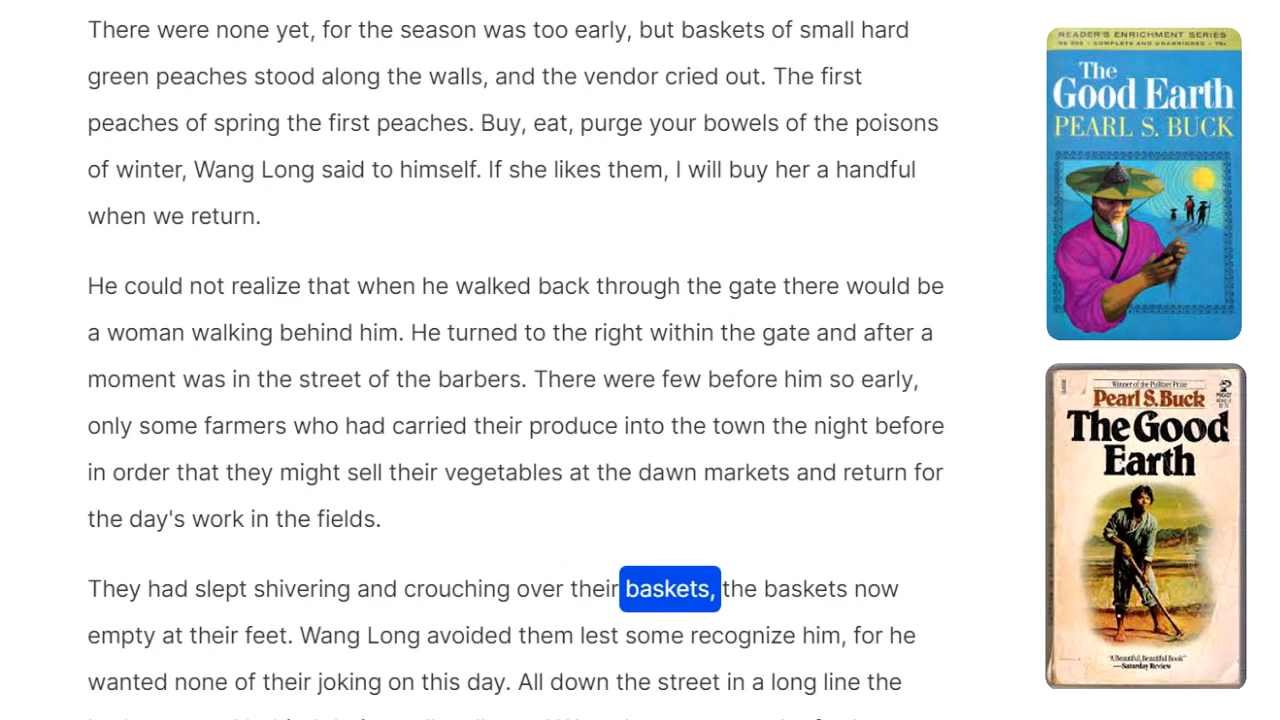 There were none yet, for the season was too early, but baskets of small hard
green peaches stood along the walls, and the vendor cried out. The first
peaches of spring the first peaches. Buy, eat, purge your bowels of the poisons
of winter, Wang Long said to himself. If she likes them, I will buy her a handful
when we return.
He could not realize that when he walked back through the gate there would be
a woman walking behind him. He turned to the right within the gate and after a
moment was in the street of the barbers. There were few before him so early,
only some farmers who had carried their produce into the town the night before
in order that they might sell their vegetables at the dawn markets and return for
the day's work in the fields.
They had slept shivering and crouching over their baskets, the baskets now
empty at their feet. Wang Long avoided them lest some recognize him, for he
wanted none of their joking on this day. All down the street in a long line the
READER'S ENRICHMENT SERIES
COMPLETE AND UNABRIDGED
The
Good Earth
PEARL S. BUCK
Winner of the Pulitzer Prize
Pearl S. Buck
The Good
Earth
"A Beautiful, Beautiful Book"
—Saturday Review